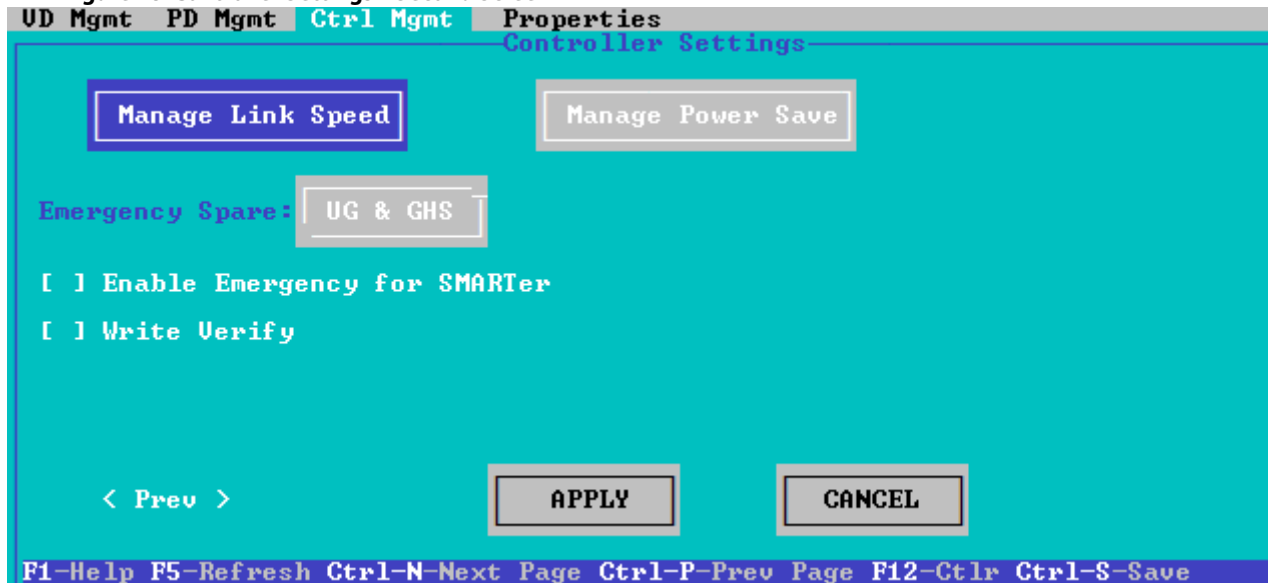 VD Mgmt PD Mgmt Ctrl Mgmt Properties
Controller Settings
Manage Link Speed Manage Power Save
Emergency Spare: UG & GHS
[ ] Enable Emergency for SMARTer
[ ] Write Verify
< Prev > APPLY CANCEL
F1-Help F5-Refresh Ctrl-N-Next Page Ctrl-P-Prev Page F12-Ctlr Ctrl-S-Save